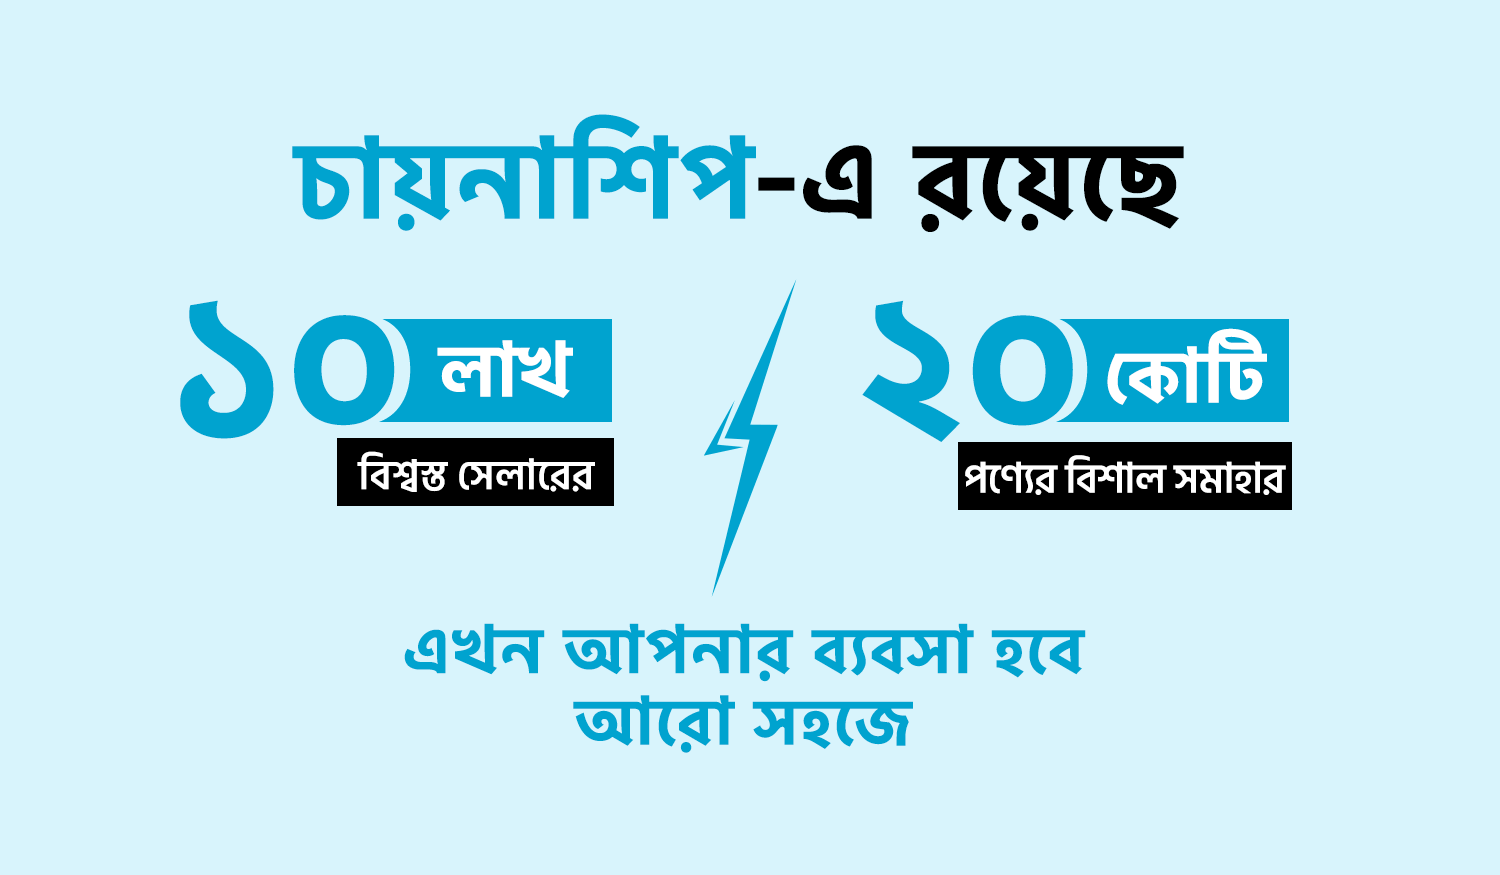 চায়নাশিপ-এ রয়েছে
১০ লাখ
বিশ্বস্ত সেলারের
২০ কোটি
পণ্যের বিশাল সমাহার
এখন আপনার ব্যবসা হবে
আরো সহজে